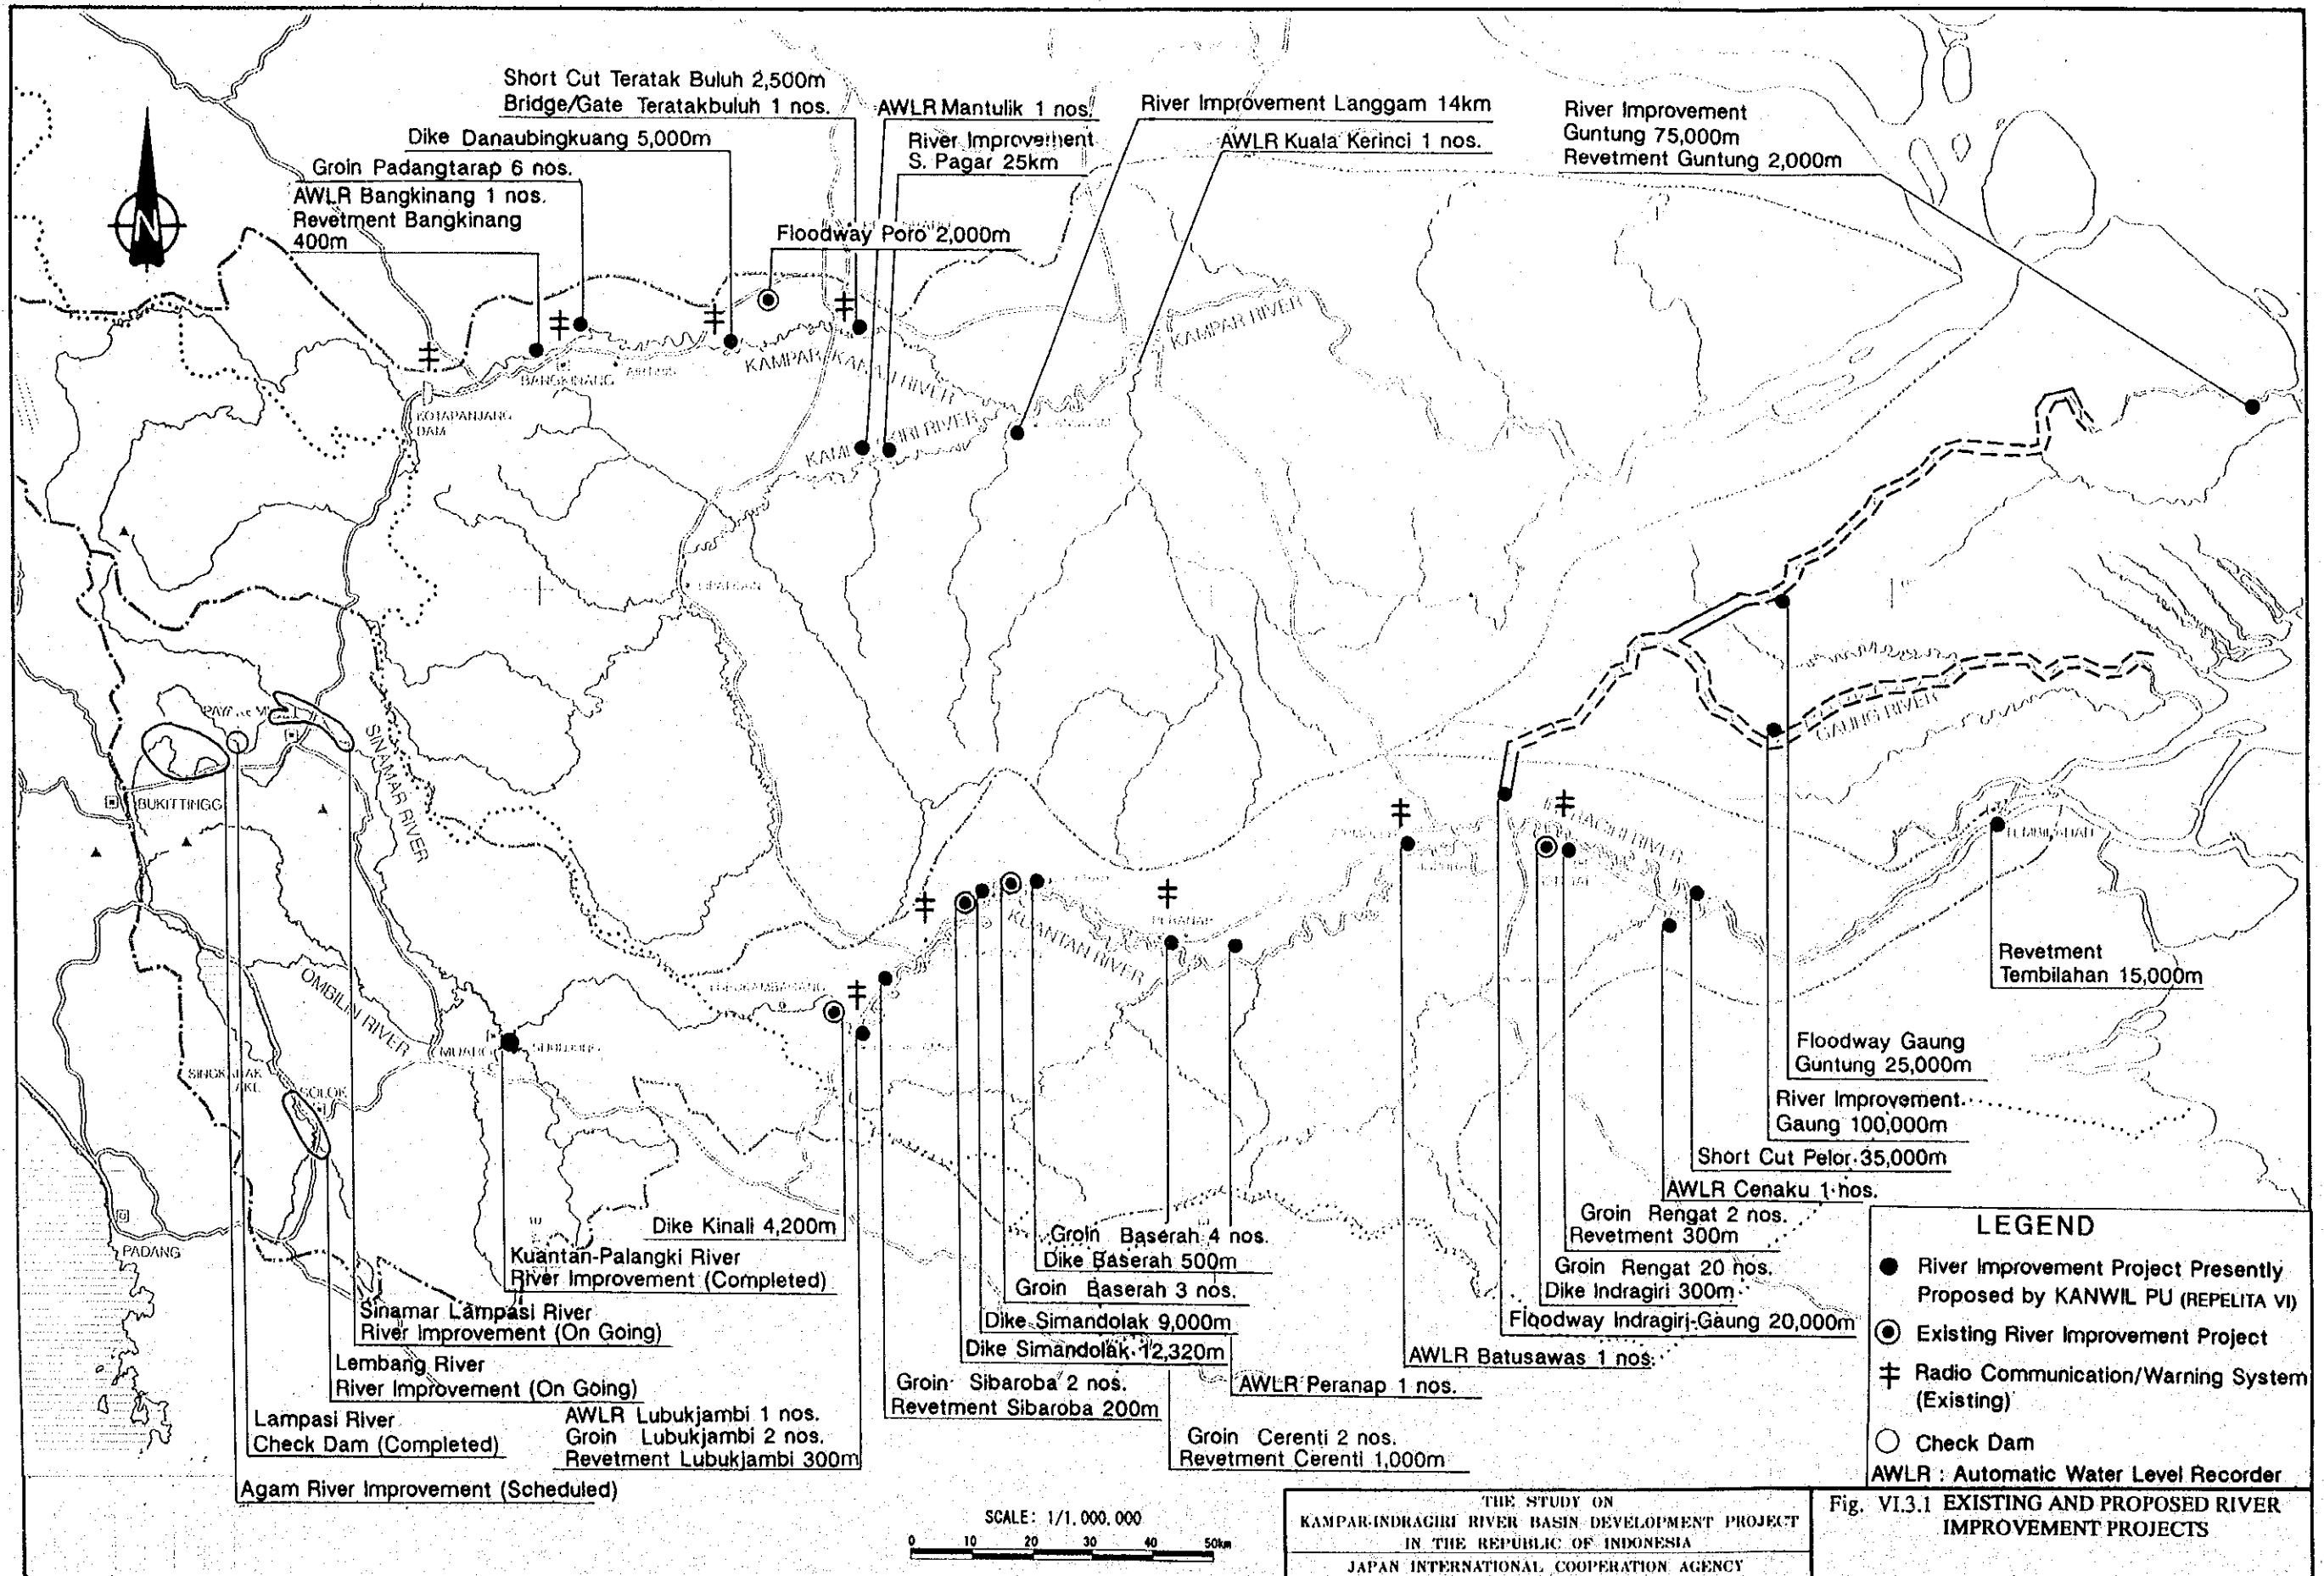 Short Cut Teratak Buluh 2,500m
Bridge/Gate Teratakbuluh 1 nos.
Dike Danaubingkuang 5,000m
Groin Padangtarap 6 nos.
AWLR Bangkinang 1 nos.
Revetment Bangkinang
400m
AWLR Mantulik 1 nos.
River Improvement
S. Pagar 25km
Floodway Poro 2,000m
River Improvement Langgam 14km
AWLR Kuala Kerinci 1 nos.
River Improvement
Guntung 75,000m
Revetment Guntung 2,000m
N
KAMPAR RIVER
KAMPAR KANAN RIVER
BANGKINANG
KOTAPANJANG
DAM
RIVER
SINAMAR RIVER
BUKITTINGG
GAUNG RIVER
RIVER
TEMBILAHAN
KUANTAN RIVER
PERANAP
OMBILIN RIVER
MUARO
SOLOK
PADANG
Revetment
Tembilahan 15,000m
Floodway Gaung
Guntung 25,000m
River Improvement
Gaung 100,000m
Short Cut Pelor 35,000m
AWLR Cenaku 1 nos.
Groin Rengat 2 nos.
Revetment 300m
Groin Rengat 20 nos.
Dike Indragiri 300m
Floodway Indragiri-Gaung 20,000m
AWLR Batusawas 1 nos.
Dike Kinali 4,200m
Kuantan-Palangki River
River Improvement (Completed)
Groin Baserah 4 nos.
Dike Baserah 500m
Groin Baserah 3 nos.
Dike Simandolak 9,000m
Dike Simandolak 12,320m
AWLR Peranap 1 nos.
Sinamar Lampasi River
River Improvement (On Going)
Lembang River
River Improvement (On Going)
Groin Sibaroba 2 nos.
Revetment Sibaroba 200m
Lampasi River
Check Dam (Completed)
AWLR Lubukjambi 1 nos.
Groin Lubukjambi 2 nos.
Revetment Lubukjambi 300m
Groin Cerenti 2 nos.
Revetment Cerenti 1,000m
Agam River Improvement (Scheduled)
LEGEND
River Improvement Project Presently
Proposed by KANWIL PU (REPELITA VI)
Existing River Improvement Project
Radio Communication/Warning System
(Existing)
Check Dam
AWLR : Automatic Water Level Recorder
SCALE: 1/1,000,000
0 10 20 30 40 50km
THE STUDY ON
KAMPAR-INDRAGIRI RIVER BASIN DEVELOPMENT PROJECT
IN THE REPUBLIC OF INDONESIA
JAPAN INTERNATIONAL COOPERATION AGENCY
Fig. VI.3.1 EXISTING AND PROPOSED RIVER
IMPROVEMENT PROJECTS